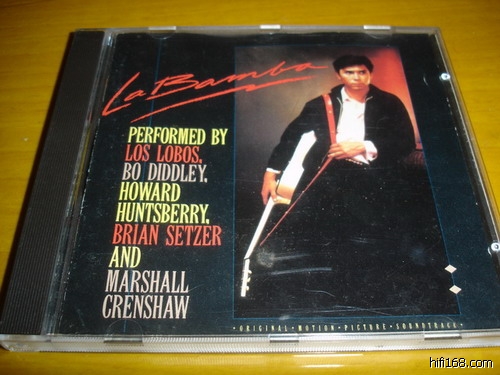 La Bamba
PERFORMED BY
LOS LOBOS,
BO DIDDLEY,
HOWARD
HUNTSBERRY,
BRIAN SETZER
AND
MARSHALL
CRENSHAW
• ORIGINAL • MOTION • PICTURE • SOUNDTRACK •
hifi168.com